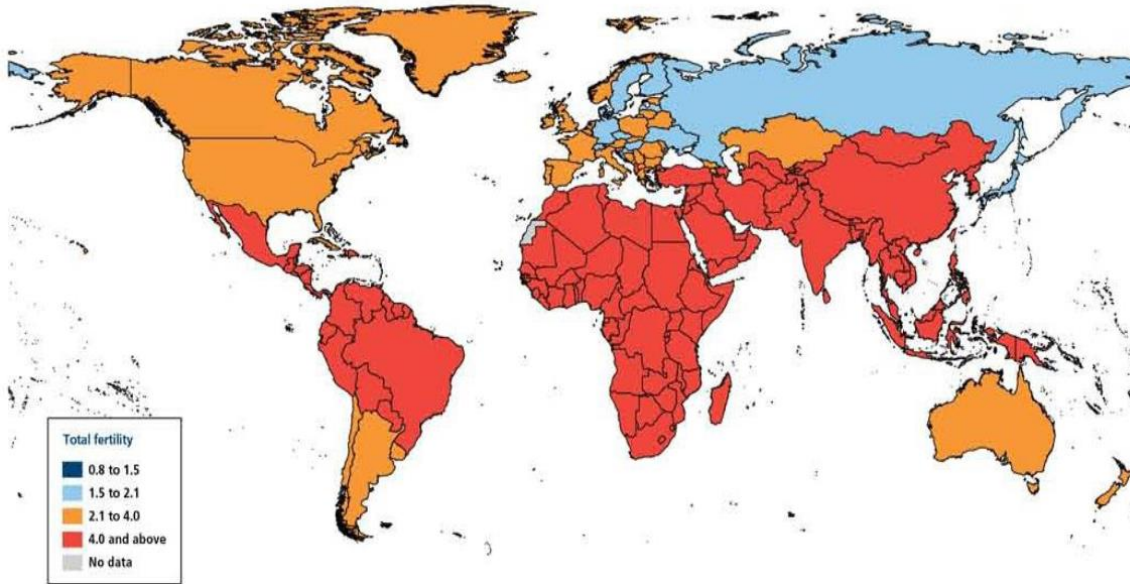 Total fertility
0.8 to 1.5
1.5 to 2.1
2.1 to 4.0
4.0 and above
No data